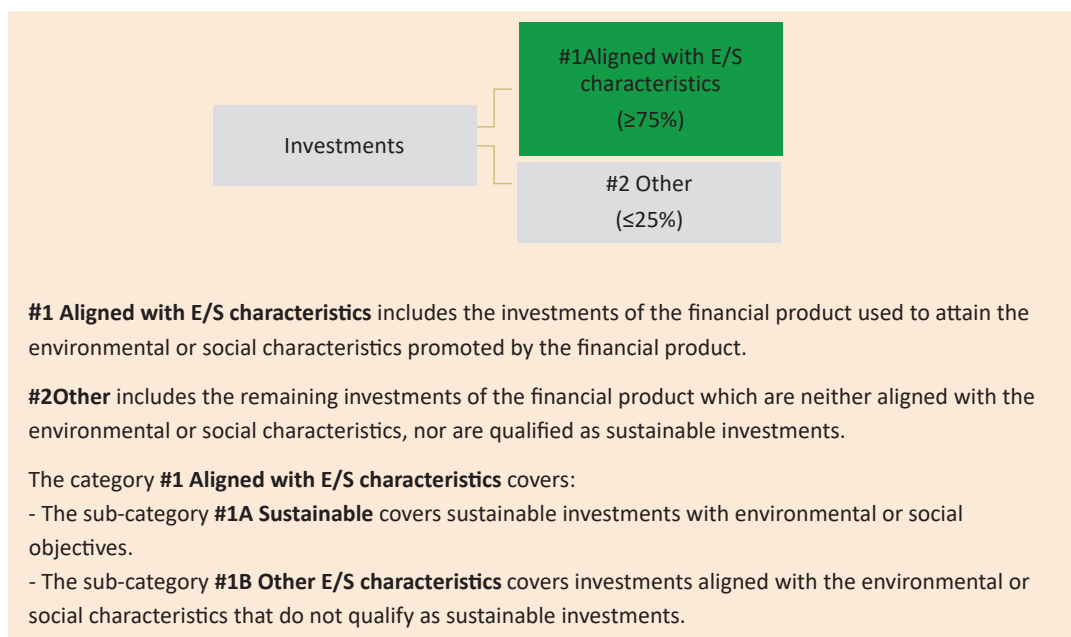 #1Aligned with E/S
characteristics
(≥75%)
Investments
#2 Other
(≤25%)
#1 Aligned with E/S characteristics includes the investments of the financial product used to attain the
environmental or social characteristics promoted by the financial product.
#2Other includes the remaining investments of the financial product which are neither aligned with the
environmental or social characteristics, nor are qualified as sustainable investments.
The category #1 Aligned with E/S characteristics covers:
- The sub-category #1A Sustainable covers sustainable investments with environmental or social
objectives.
- The sub-category #1B Other E/S characteristics covers investments aligned with the environmental or
social characteristics that do not qualify as sustainable investments.